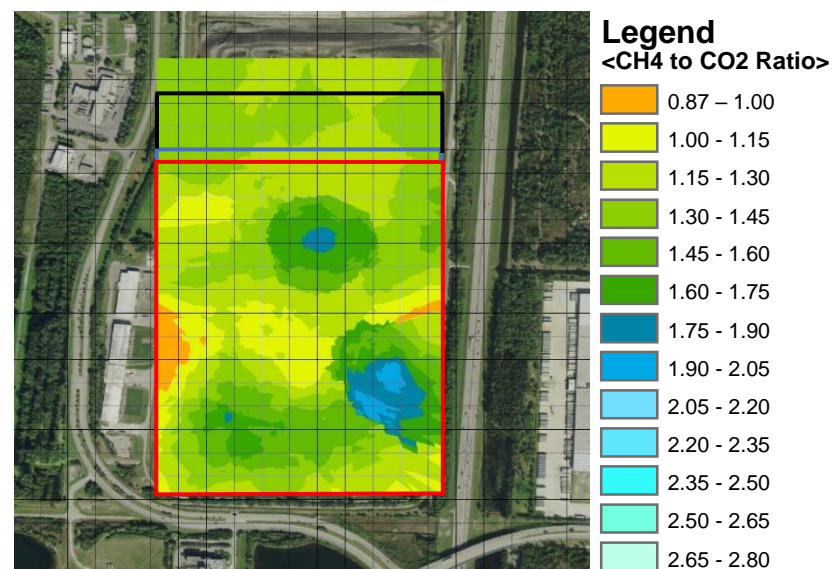 Legend
<CH4 to CO2 Ratio>
0.87 – 1.00
1.00 - 1.15
1.15 - 1.30
1.30 - 1.45
1.45 - 1.60
1.60 - 1.75
1.75 - 1.90
1.90 - 2.05
2.05 - 2.20
2.20 - 2.35
2.35 - 2.50
2.50 - 2.65
2.65 - 2.80